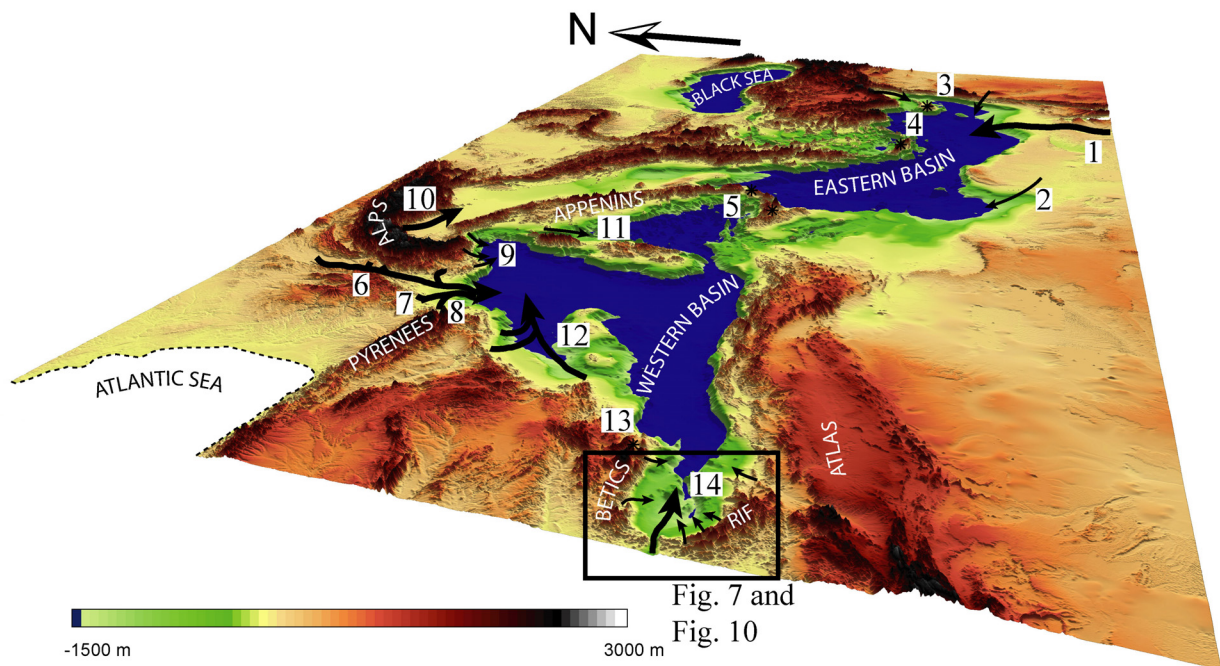 N
BLACK SEA
3
4
1
EASTERN BASIN
2
10
ALPS
APPENINS
5
11
9
6
7
8
PYRENEES
12
WESTERN BASIN
ATLANTIC SEA
13
BETICS
14
RIF
ATLAS
Fig. 7 and
Fig. 10
-1500 m
3000 m